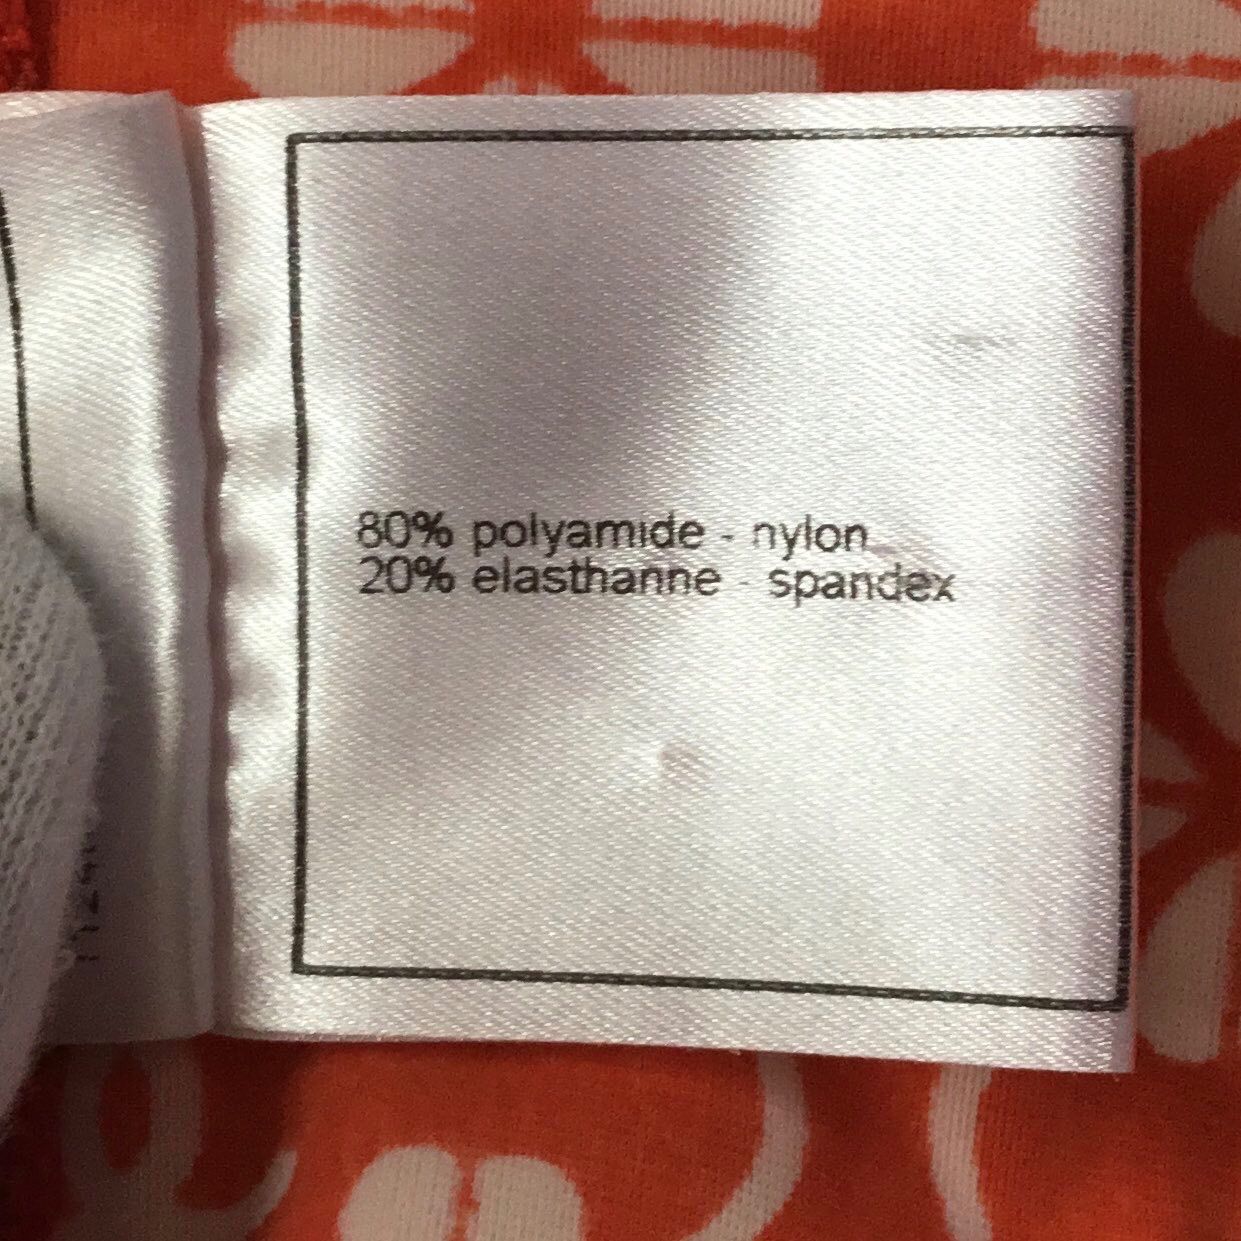 80% polyamide - nylon
20% elasthanne - spandex